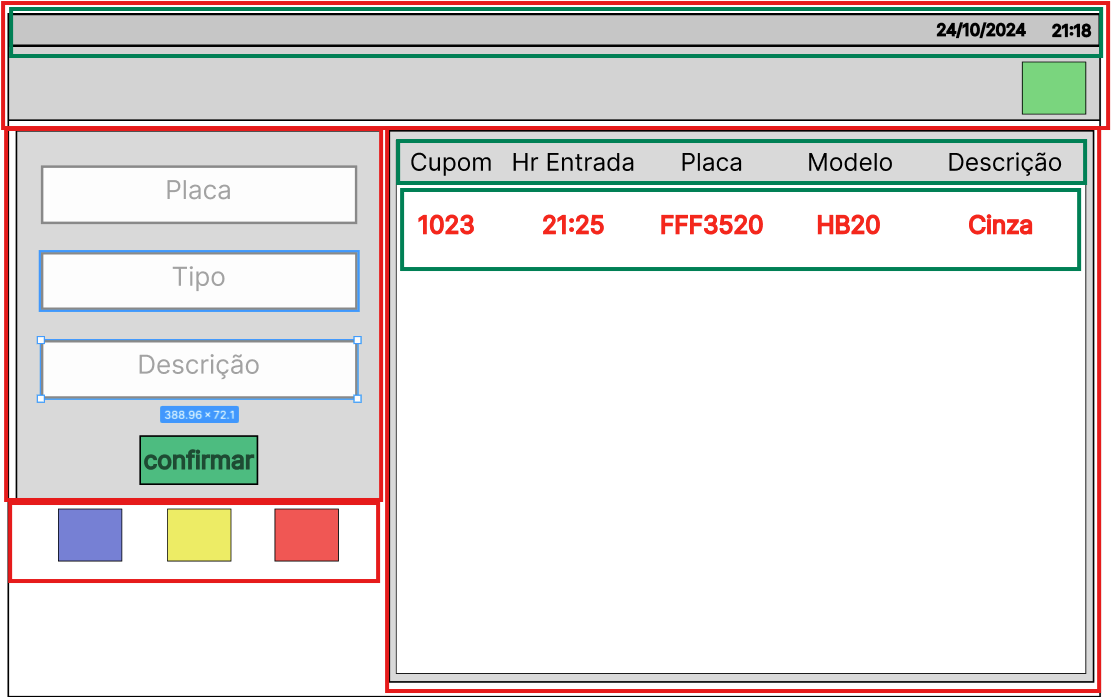 24/10/2024 21:18
Placa
Tipo
Descrição
388.96 × 72.1
confirmar
Cupom Hr Entrada Placa Modelo Descrição
1023 21:25 FFF3520 HB20 Cinza